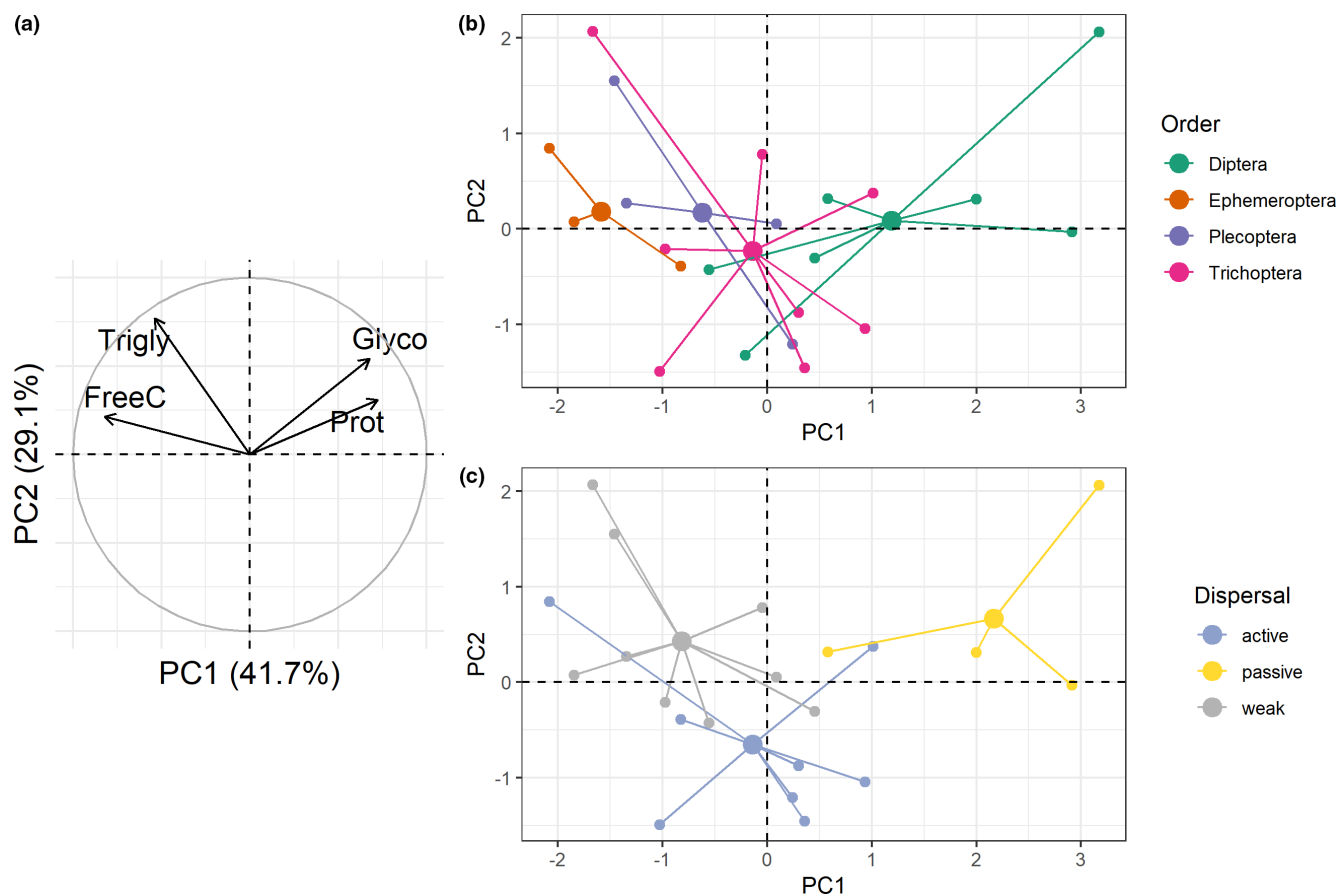 (a)
Trigly
Glyco
FreeC
Prot
PC2 (29.1%)
PC1 (41.7%)
(b)
2
1
0
-1
PC2
-2
-1
0
1
2
3
PC1
Order
Diptera
Ephemeroptera
Plecoptera
Trichoptera
(c)
2
1
0
-1
PC2
-2
-1
0
1
2
3
PC1
Dispersal
active
passive
weak